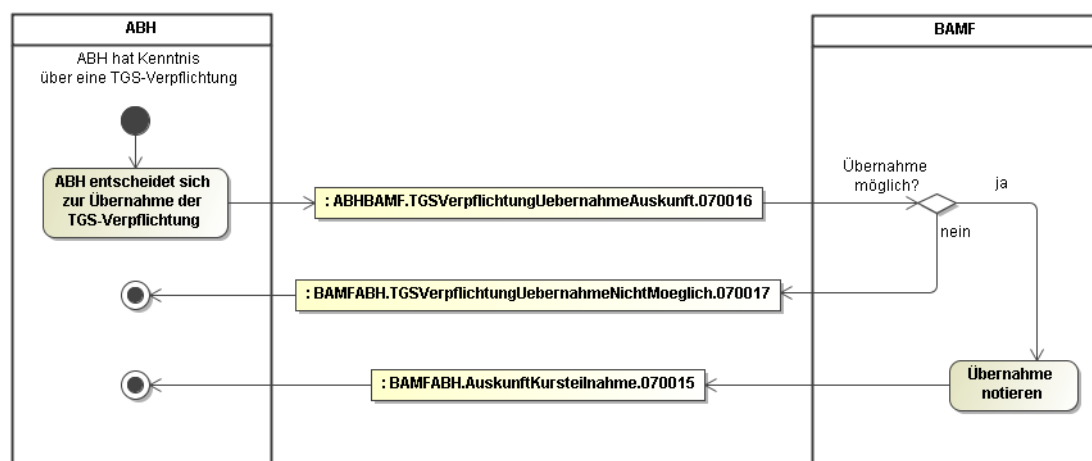 ABH
BAMF
ABH hat Kenntnis
über eine TGS-Verpflichtung
ABH entscheidet sich
zur Übernahme der
TGS-Verpflichtung
: ABHBAMF.TGSVerpflichtungUebernahmeAuskunft.070016
Übernahme
möglich?
ja
nein
: BAMFABH.TGSVerpflichtungUebernahmeNichtMoeglich.070017
: BAMFABH.AuskunftKursteilnahme.070015
Übernahme
notieren